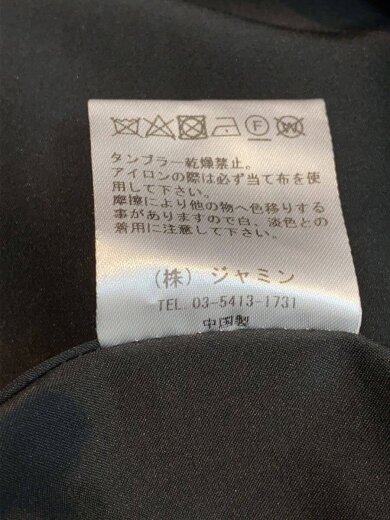 タンブラー乾燥禁止。
アイロンの際は必ず当て布を使
用して下さい。
摩擦により他の物へ色移りする
事がありますので白、淡色との
着用に注意して下さい。
(株) ジャミン
TEL. 03-5413-1731
中国製